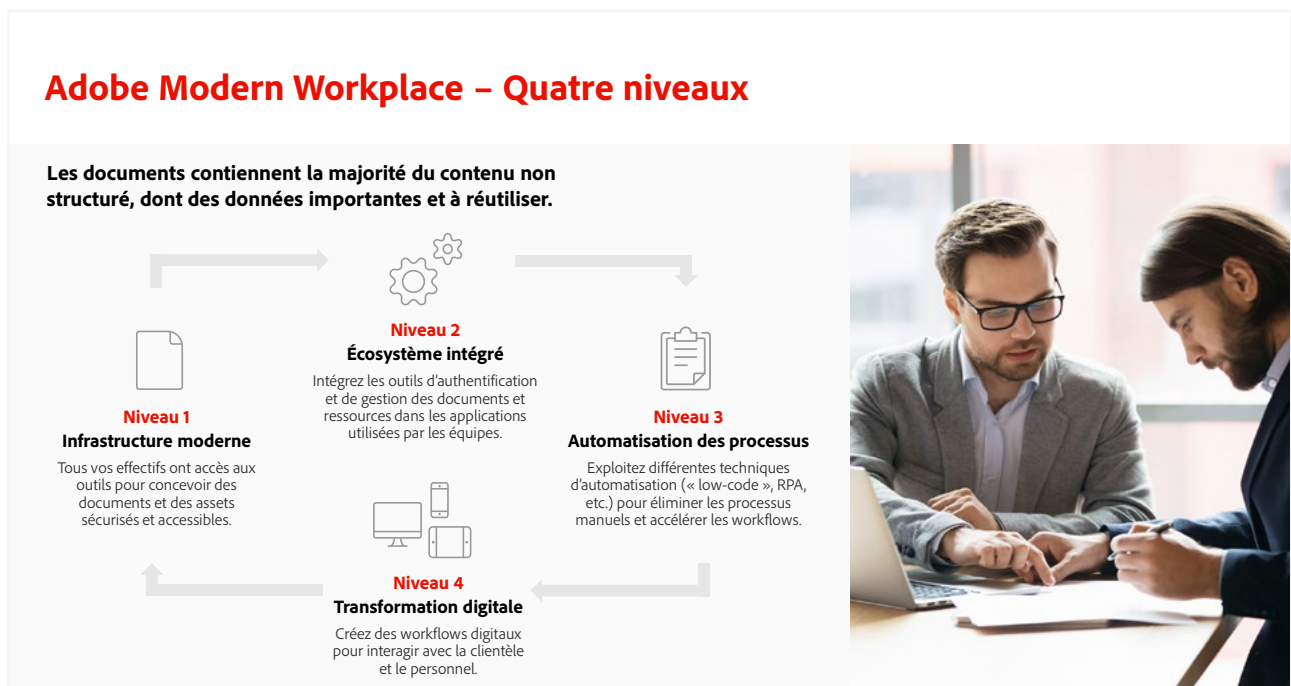 Adobe Modern Workplace – Quatre niveaux
Les documents contiennent la majorité du contenu non
structuré, dont des données importantes et à réutiliser.
Niveau 1
Infrastructure moderne
Tous vos effectifs ont accès aux
outils pour concevoir des
documents et des assets
sécurisés et accessibles.
Niveau 2
Écosystème intégré
Intégrez les outils d’authentification
et de gestion des documents et
ressources dans les applications
utilisées par les équipes.
Niveau 3
Automatisation des processus
Exploitez différentes techniques
d’automatisation (« low-code », RPA,
etc.) pour éliminer les processus
manuels et accélérer les workflows.
Niveau 4
Transformation digitale
Créez des workflows digitaux
pour interagir avec la clientèle
et le personnel.